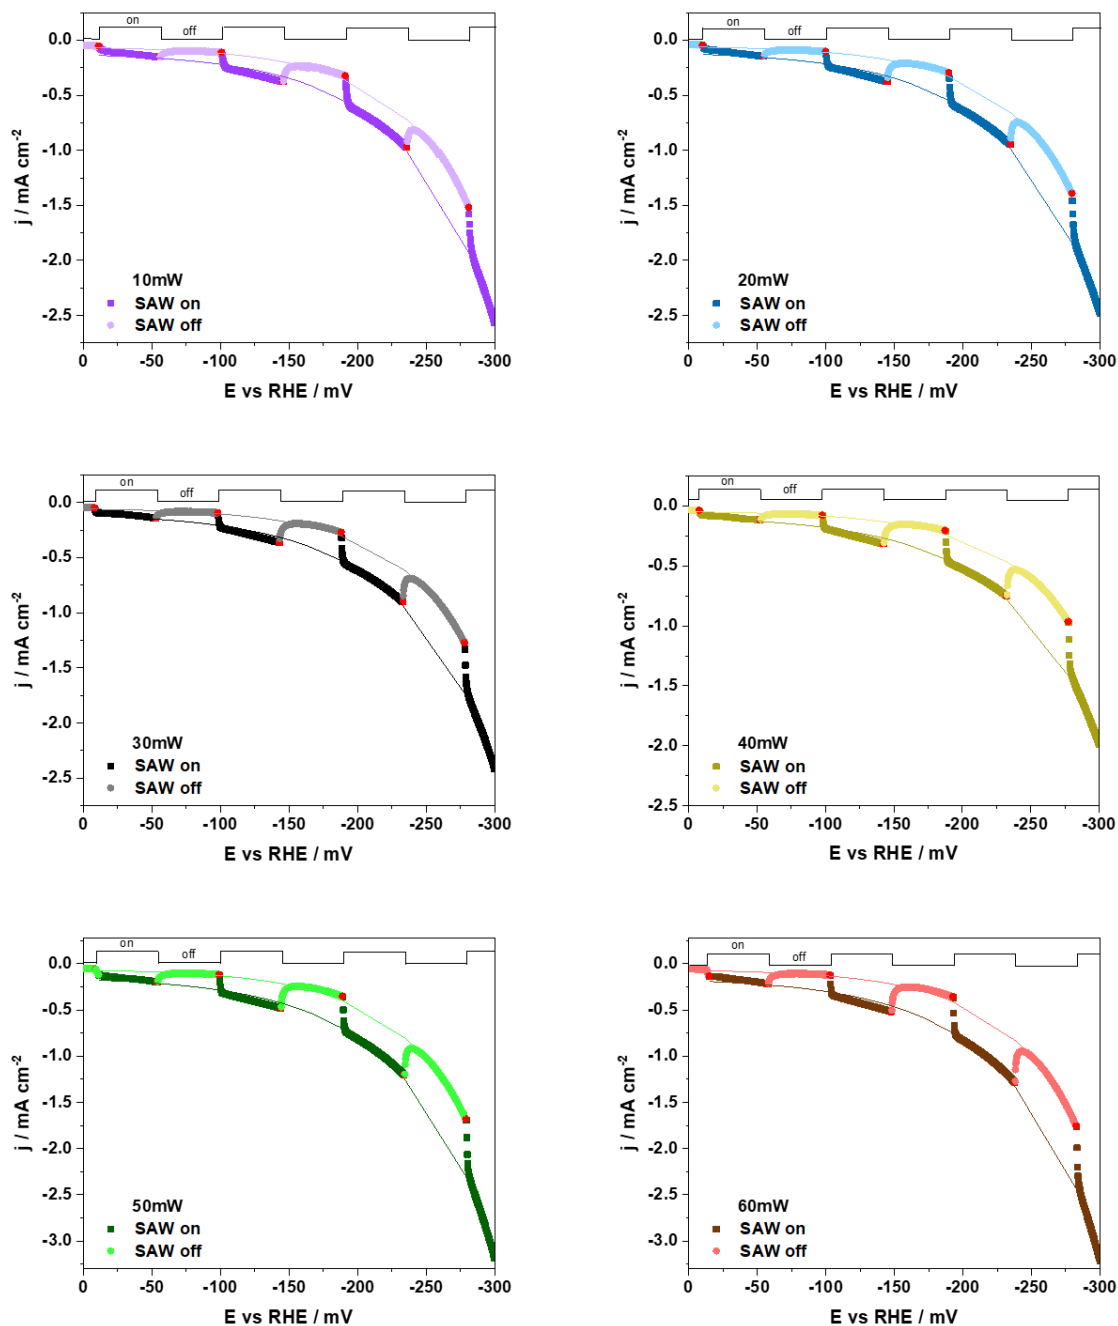 on
off
0.0
-0.5
-1.0
-1.5
-2.0
-2.5
j / mA cm-2
10mW
SAW on
SAW off
0 -50 -100 -150 -200 -250 -300
E vs RHE / mV
on
off
0.0
-0.5
-1.0
-1.5
-2.0
-2.5
j / mA cm-2
20mW
SAW on
SAW off
0 -50 -100 -150 -200 -250 -300
E vs RHE / mV
on
off
0.0
-0.5
-1.0
-1.5
-2.0
-2.5
j / mA cm-2
30mW
SAW on
SAW off
0 -50 -100 -150 -200 -250 -300
E vs RHE / mV
on
off
0.0
-0.5
-1.0
-1.5
-2.0
-2.5
j / mA cm-2
40mW
SAW on
SAW off
0 -50 -100 -150 -200 -250 -300
E vs RHE / mV
on
off
0.0
-0.5
-1.0
-1.5
-2.0
-2.5
-3.0
j / mA cm-2
50mW
SAW on
SAW off
0 -50 -100 -150 -200 -250 -300
E vs RHE / mV
on
off
0.0
-0.5
-1.0
-1.5
-2.0
-2.5
-3.0
j / mA cm-2
60mW
SAW on
SAW off
0 -50 -100 -150 -200 -250 -300
E vs RHE / mV